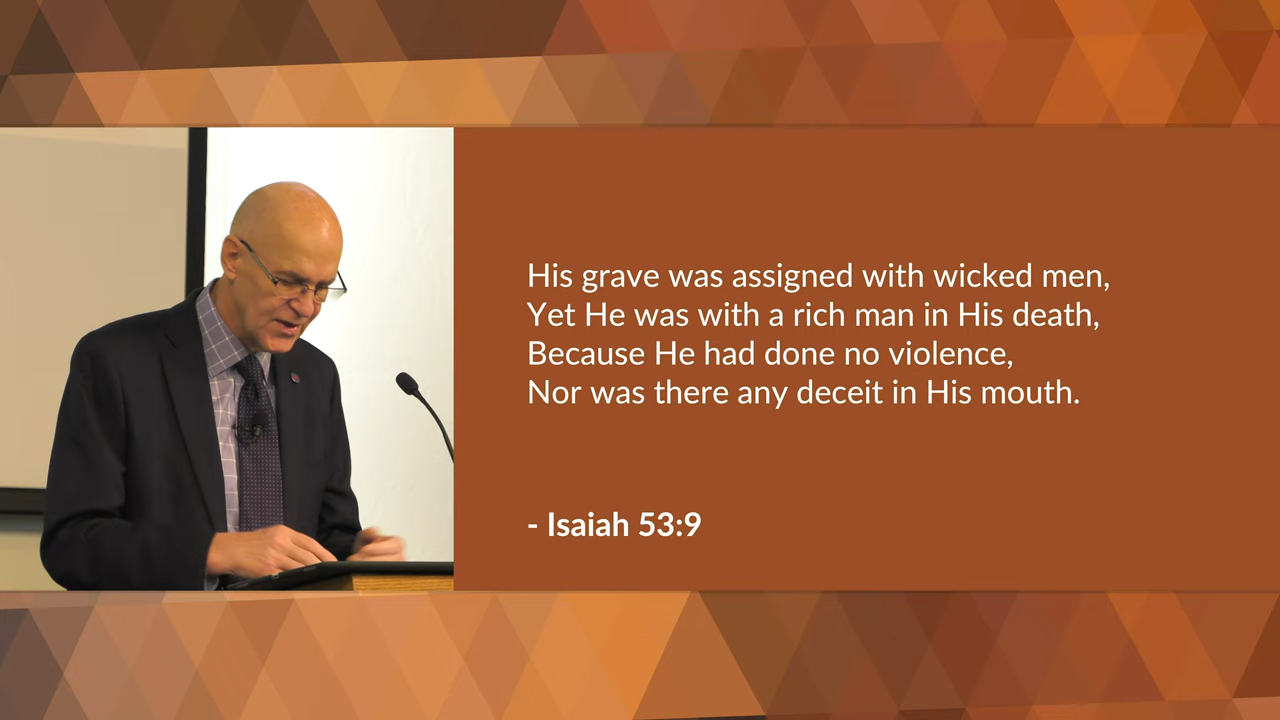 His grave was assigned with wicked men,
Yet He was with a rich man in His death,
Because He had done no violence,
Nor was there any deceit in His mouth.
- Isaiah 53:9